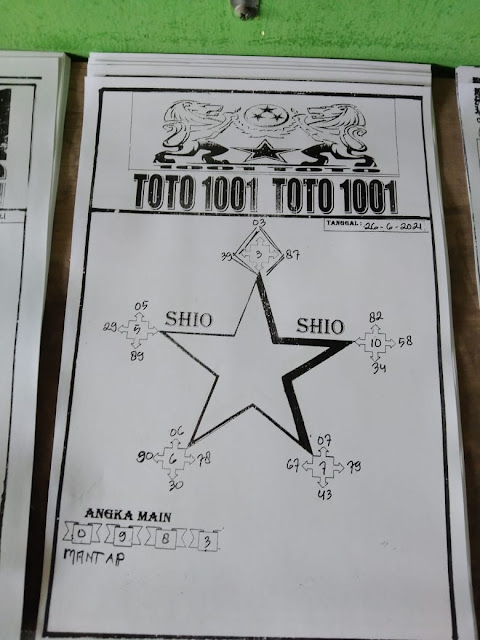 1001 TOTO
TOTO 1001 TOTO 1001
TANGGAL: 26-6-2021
03
39 3 87
05
SHIO SHIO
29 5
89
82
10 58
34
06
90 6 78
30
07
67 7 79
43
ANGKA MAIN
0 9 8 3
MANTAP